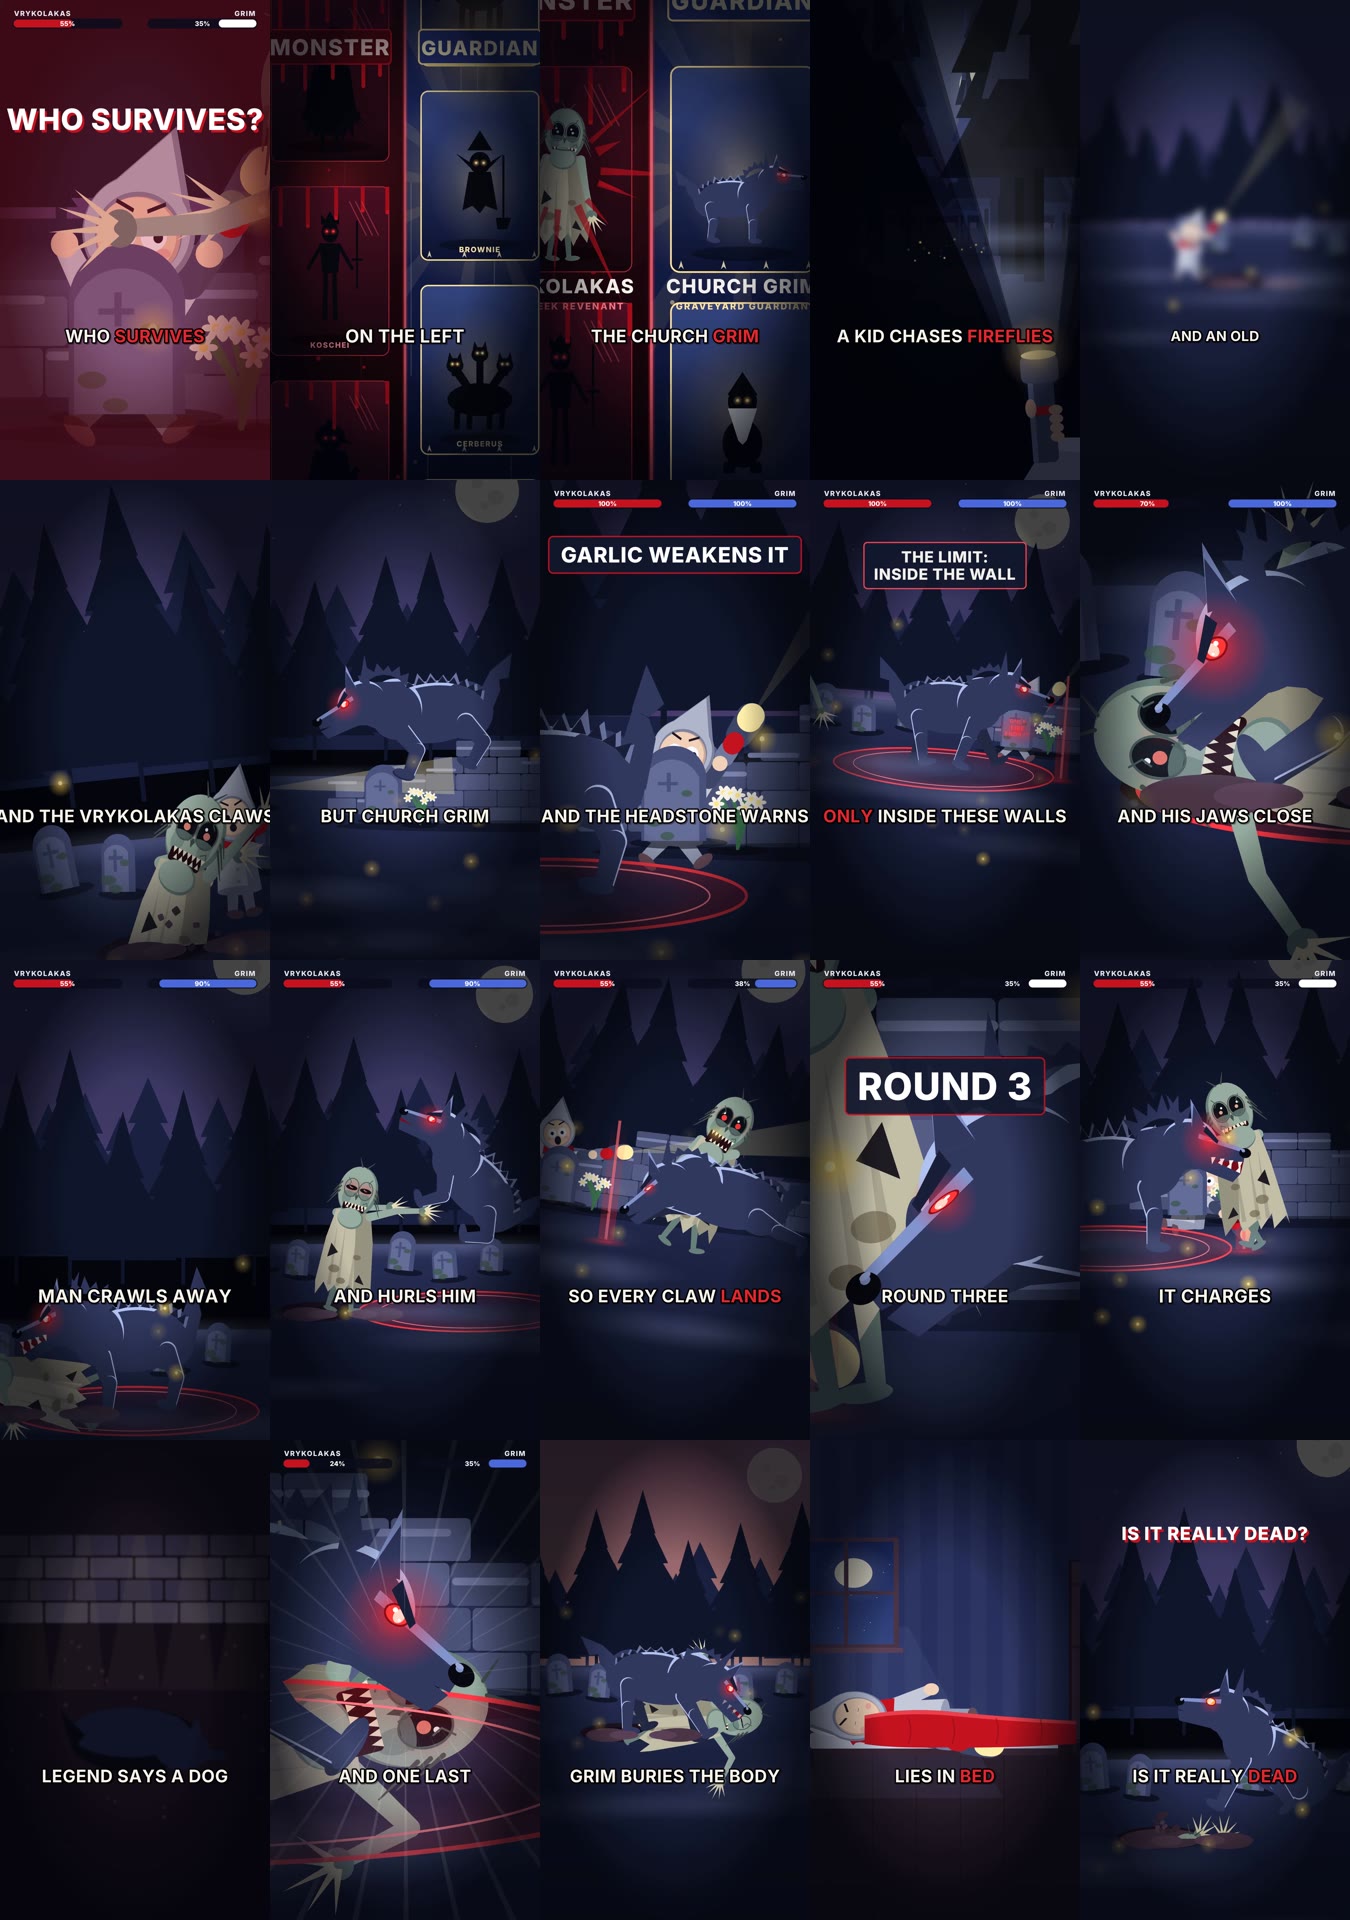 VRYKOLAKAS GRIM
55% 35%
WHO SURVIVES?
WHO SURVIVES
MONSTER GUARDIAN
BROWNIE
KOSCHEI
ON THE LEFT
CERBERUS
NSTER GUARDIAN
KOLAKAS CHURCH GRIM
EEK REVENANT GRAVEYARD GUARDIAN
THE CHURCH GRIM
A KID CHASES FIREFLIES
AND AN OLD
AND THE VRYKOLAKAS CLAWS
BUT CHURCH GRIM
VRYKOLAKAS GRIM
100% 100%
GARLIC WEAKENS IT
AND THE HEADSTONE WARNS
VRYKOLAKAS GRIM
100% 100%
THE LIMIT:
INSIDE THE WALL
ONLY INSIDE THESE WALLS
VRYKOLAKAS GRIM
70% 100%
AND HIS JAWS CLOSE
VRYKOLAKAS GRIM
55% 90%
MAN CRAWLS AWAY
VRYKOLAKAS GRIM
55% 90%
AND HURLS HIM
VRYKOLAKAS GRIM
55% 38%
SO EVERY CLAW LANDS
VRYKOLAKAS GRIM
55% 35%
ROUND 3
ROUND THREE
VRYKOLAKAS GRIM
55% 35%
IT CHARGES
LEGEND SAYS A DOG
VRYKOLAKAS GRIM
24% 35%
AND ONE LAST
GRIM BURIES THE BODY
LIES IN BED
IS IT REALLY DEAD?
IS IT REALLY DEAD